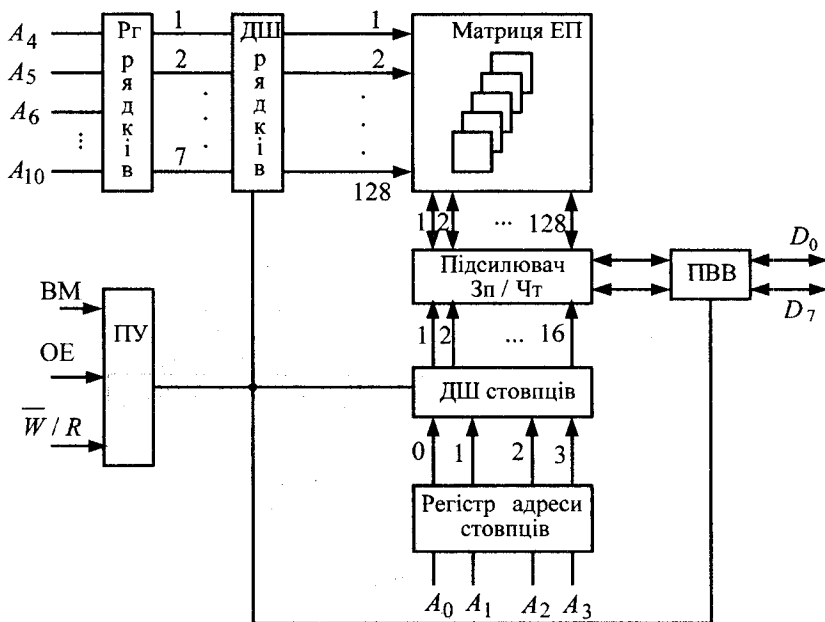 A4
A5
A6
...
A10
Рг рядків
1
2
7
ДШ рядків
1
2
128
Матриця ЕП
1 2 ... 128
Підсилювач
Зп / Чт
ПВВ
D0
D7
1 2 ... 16
ДШ стовпців
ВМ
ОЕ
W̅ / R
ПУ
0 1 2 3
Регістр адреси
стовпців
A0 A1 A2 A3